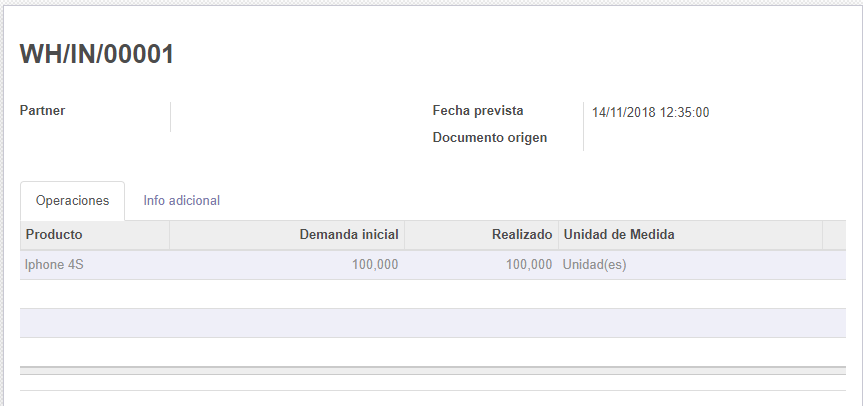 WH/IN/00001
Partner
Fecha prevista 14/11/2018 12:35:00
Documento origen
Operaciones Info adicional
Producto Demanda inicial Realizado Unidad de Medida
Iphone 4S 100,000 100,000 Unidad(es)